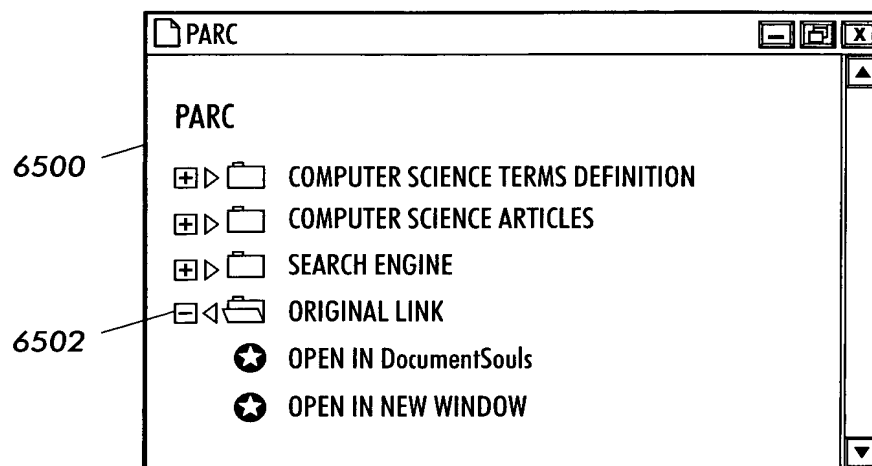 PARC
PARC
6500
COMPUTER SCIENCE TERMS DEFINITION
COMPUTER SCIENCE ARTICLES
SEARCH ENGINE
ORIGINAL LINK
6502
OPEN IN DocumentSouls
OPEN IN NEW WINDOW